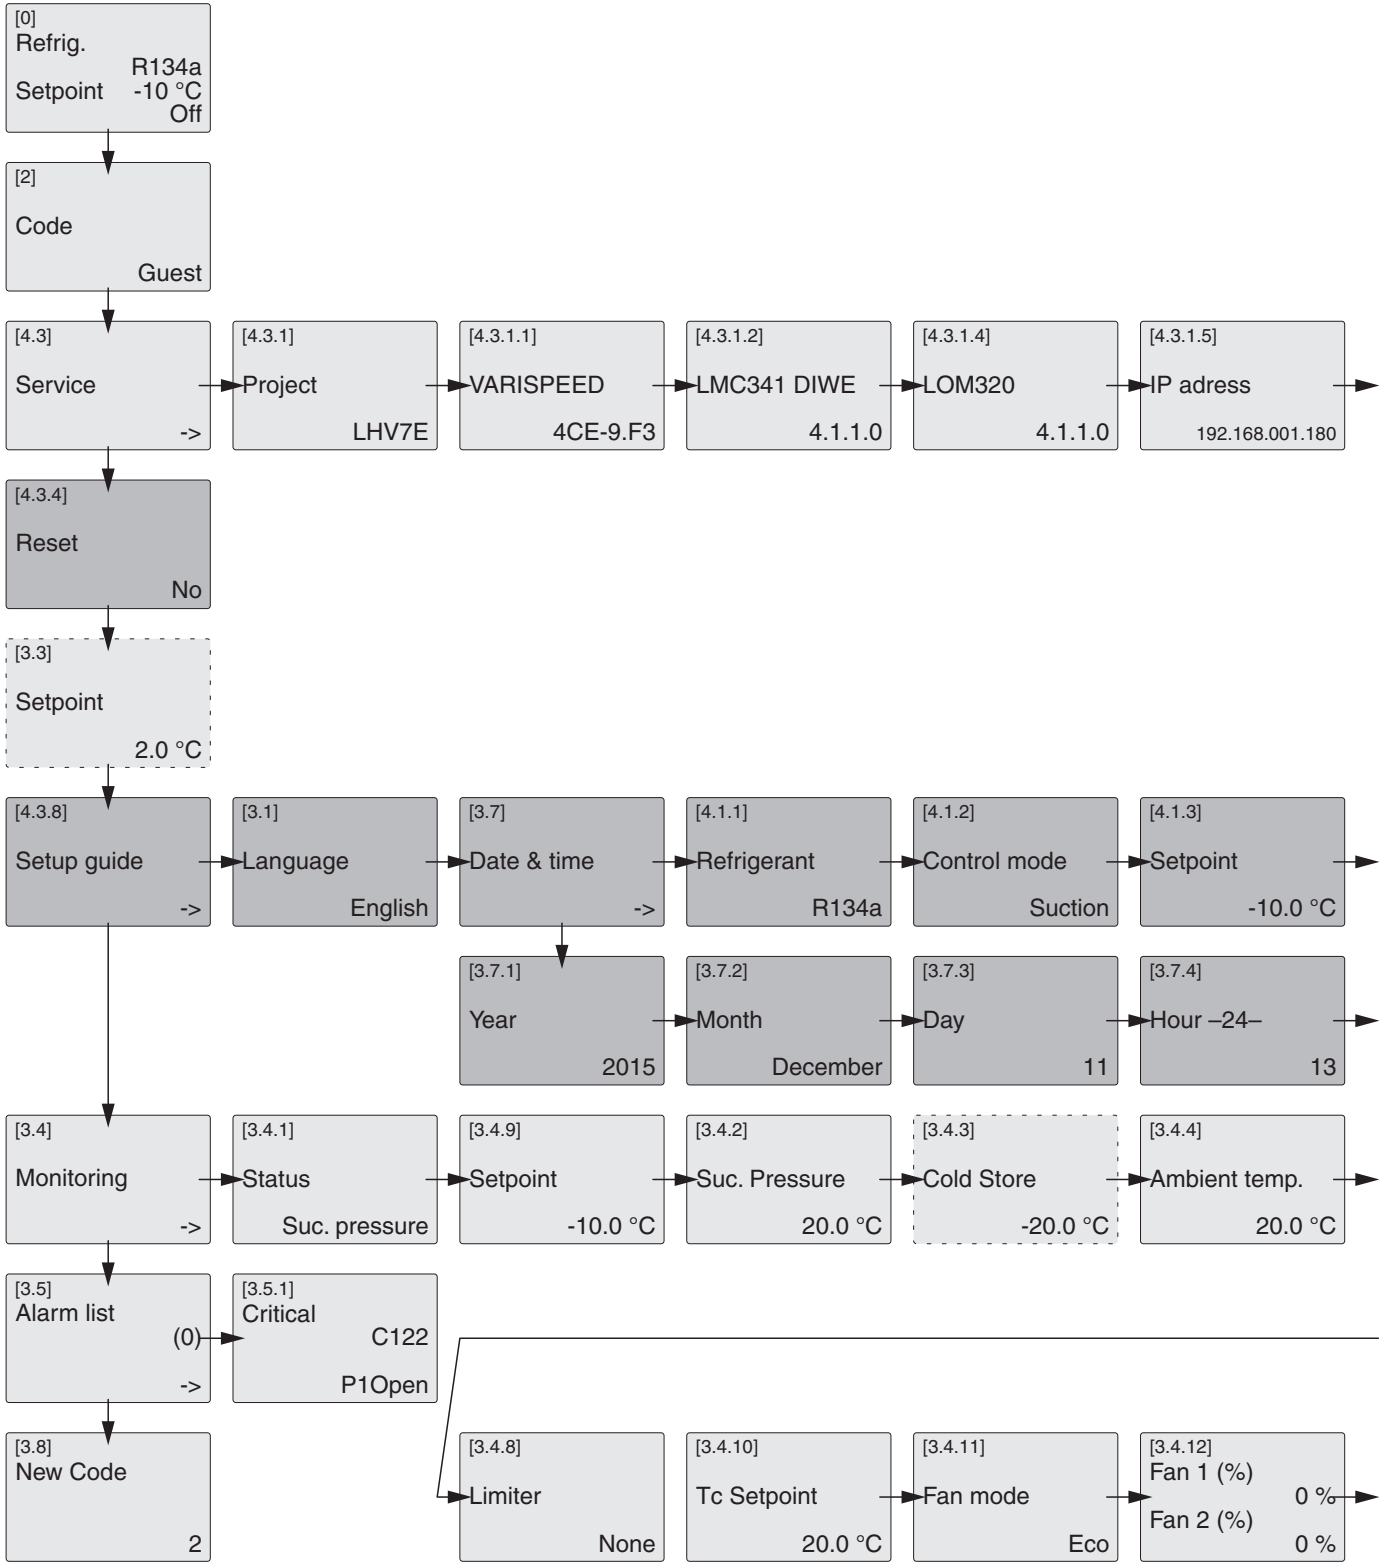 [0]
Refrig.
R134a
Setpoint -10 °C
Off
[2]
Code
Guest
[4.3]
Service
->
[4.3.1]
Project
LHV7E
[4.3.1.1]
VARISPEED
4CE-9.F3
[4.3.1.2]
LMC341 DIWE
4.1.1.0
[4.3.1.4]
LOM320
4.1.1.0
[4.3.1.5]
IP adress
192.168.001.180
[4.3.4]
Reset
No
[3.3]
Setpoint
2.0 °C
[4.3.8]
Setup guide
->
[3.1]
Language
English
[3.7]
Date & time
->
[4.1.1]
Refrigerant
R134a
[4.1.2]
Control mode
Suction
[4.1.3]
Setpoint
-10.0 °C
[3.7.1]
Year
2015
[3.7.2]
Month
December
[3.7.3]
Day
11
[3.7.4]
Hour –24–
13
[3.4]
Monitoring
->
[3.4.1]
Status
Suc. pressure
[3.4.9]
Setpoint
-10.0 °C
[3.4.2]
Suc. Pressure
20.0 °C
[3.4.3]
Cold Store
-20.0 °C
[3.4.4]
Ambient temp.
20.0 °C
[3.5]
Alarm list
(0)
->
[3.5.1]
Critical
C122
P1Open
[3.8]
New Code
2
[3.4.8]
Limiter
None
[3.4.10]
Tc Setpoint
20.0 °C
[3.4.11]
Fan mode
Eco
[3.4.12]
Fan 1 (%)
0 %
Fan 2 (%)
0 %